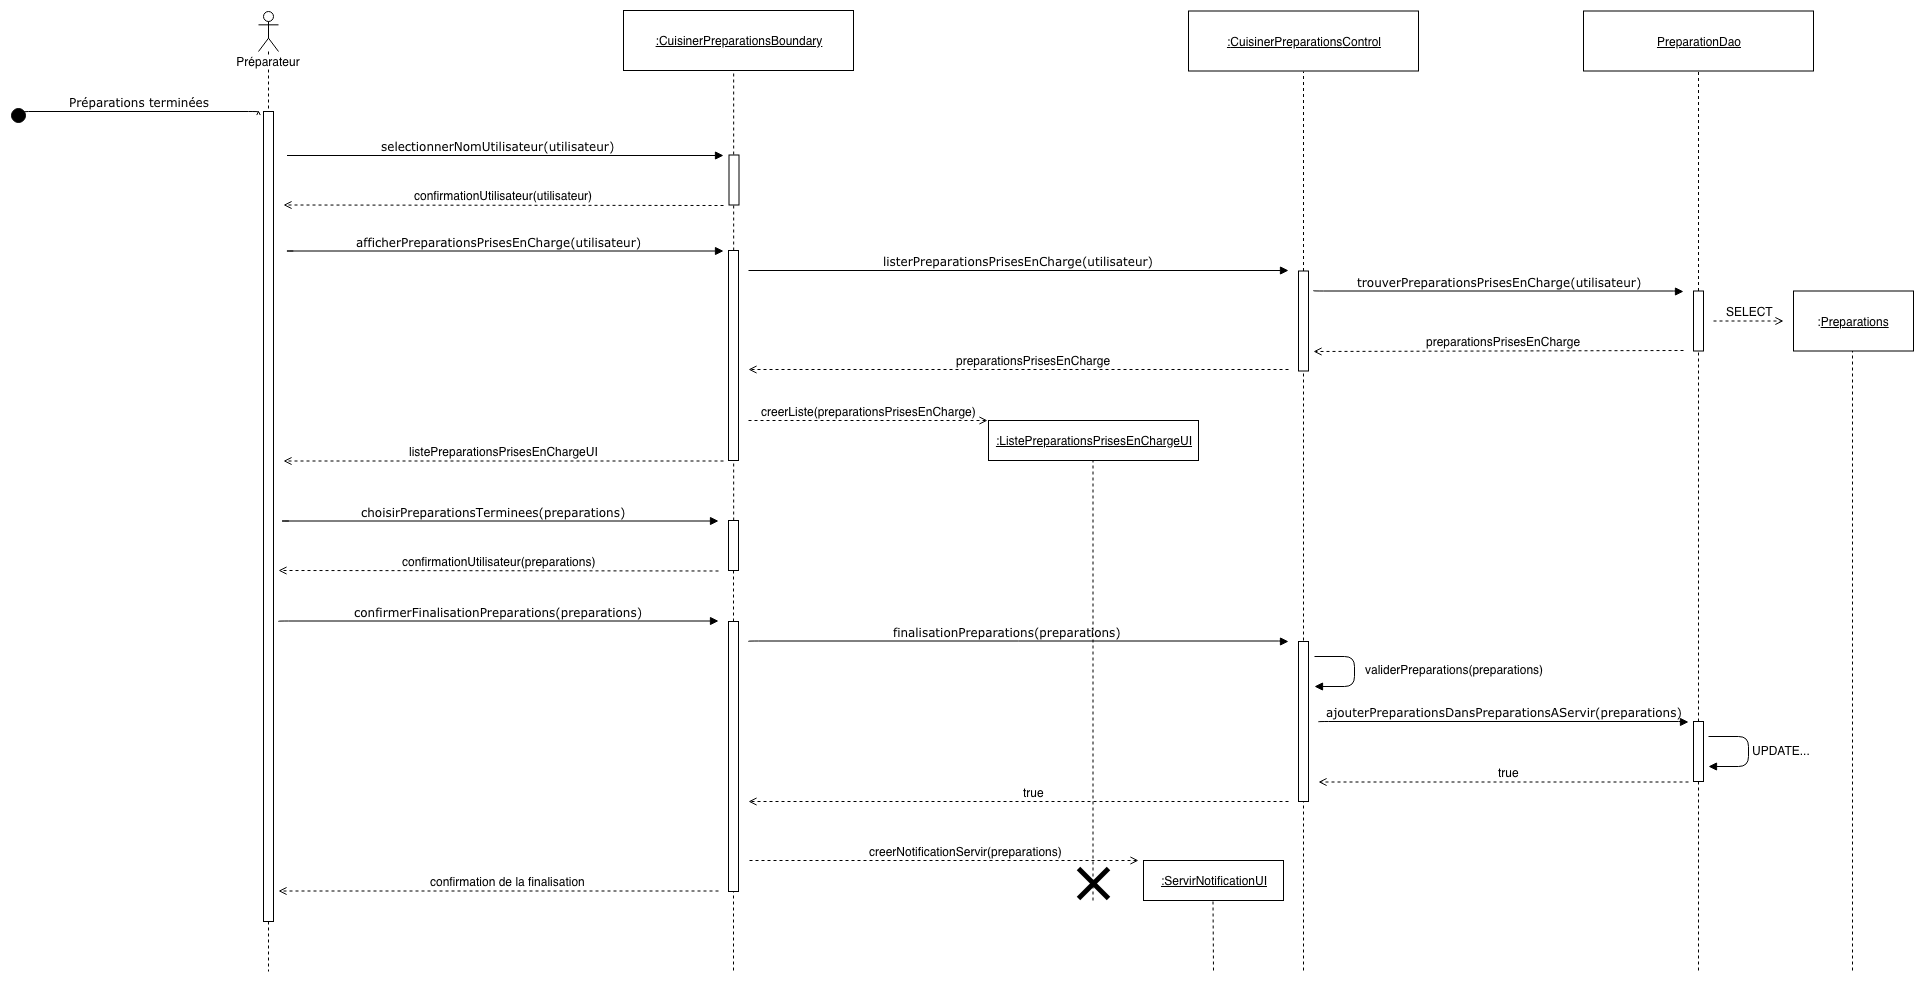 Préparateur
:CuisinerPreparationsBoundary
:CuisinerPreparationsControl
PreparationDao
Préparations terminées
selectionnerNomUtilisateur(utilisateur)
confirmationUtilisateur(utilisateur)
afficherPreparationsPrisesEnCharge(utilisateur)
listerPreparationsPrisesEnCharge(utilisateur)
trouverPreparationsPrisesEnCharge(utilisateur)
SELECT
:Preparations
preparationsPrisesEnCharge
preparationsPrisesEnCharge
creerListe(preparationsPrisesEnCharge)
:ListePreparationsPrisesEnChargeUI
listePreparationsPrisesEnChargeUI
choisirPreparationsTerminees(preparations)
confirmationUtilisateur(preparations)
confirmerFinalisationPreparations(preparations)
finalisationPreparations(preparations)
validerPreparations(preparations)
ajouterPreparationsDansPreparationsAServir(preparations)
UPDATE...
true
true
creerNotificationServir(preparations)
:ServirNotificationUI
confirmation de la finalisation